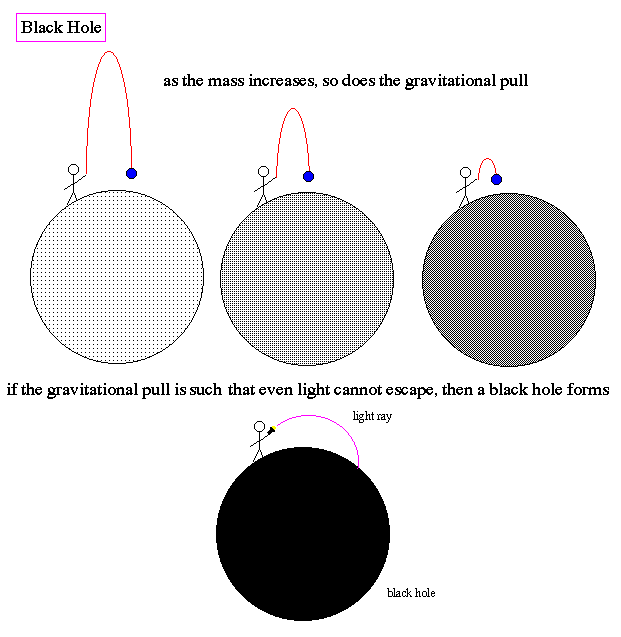 Black Hole
as the mass increases, so does the gravitational pull
if the gravitational pull is such that even light cannot escape, then a black hole forms
light ray
black hole